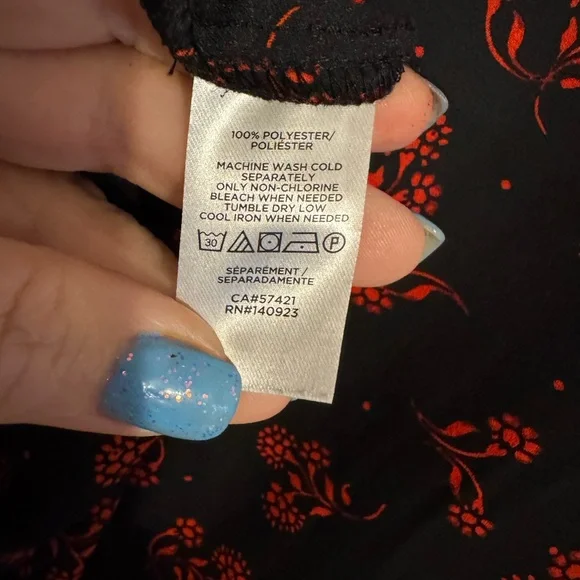 100% POLYESTER/
POLIÉSTER
MACHINE WASH COLD
SEPARATELY
ONLY NON-CHLORINE
BLEACH WHEN NEEDED
TUMBLE DRY LOW
COOL IRON WHEN NEEDED
30 P
SÉPARÉMENT/
SEPARADAMENTE
CA#57421
RN#140923